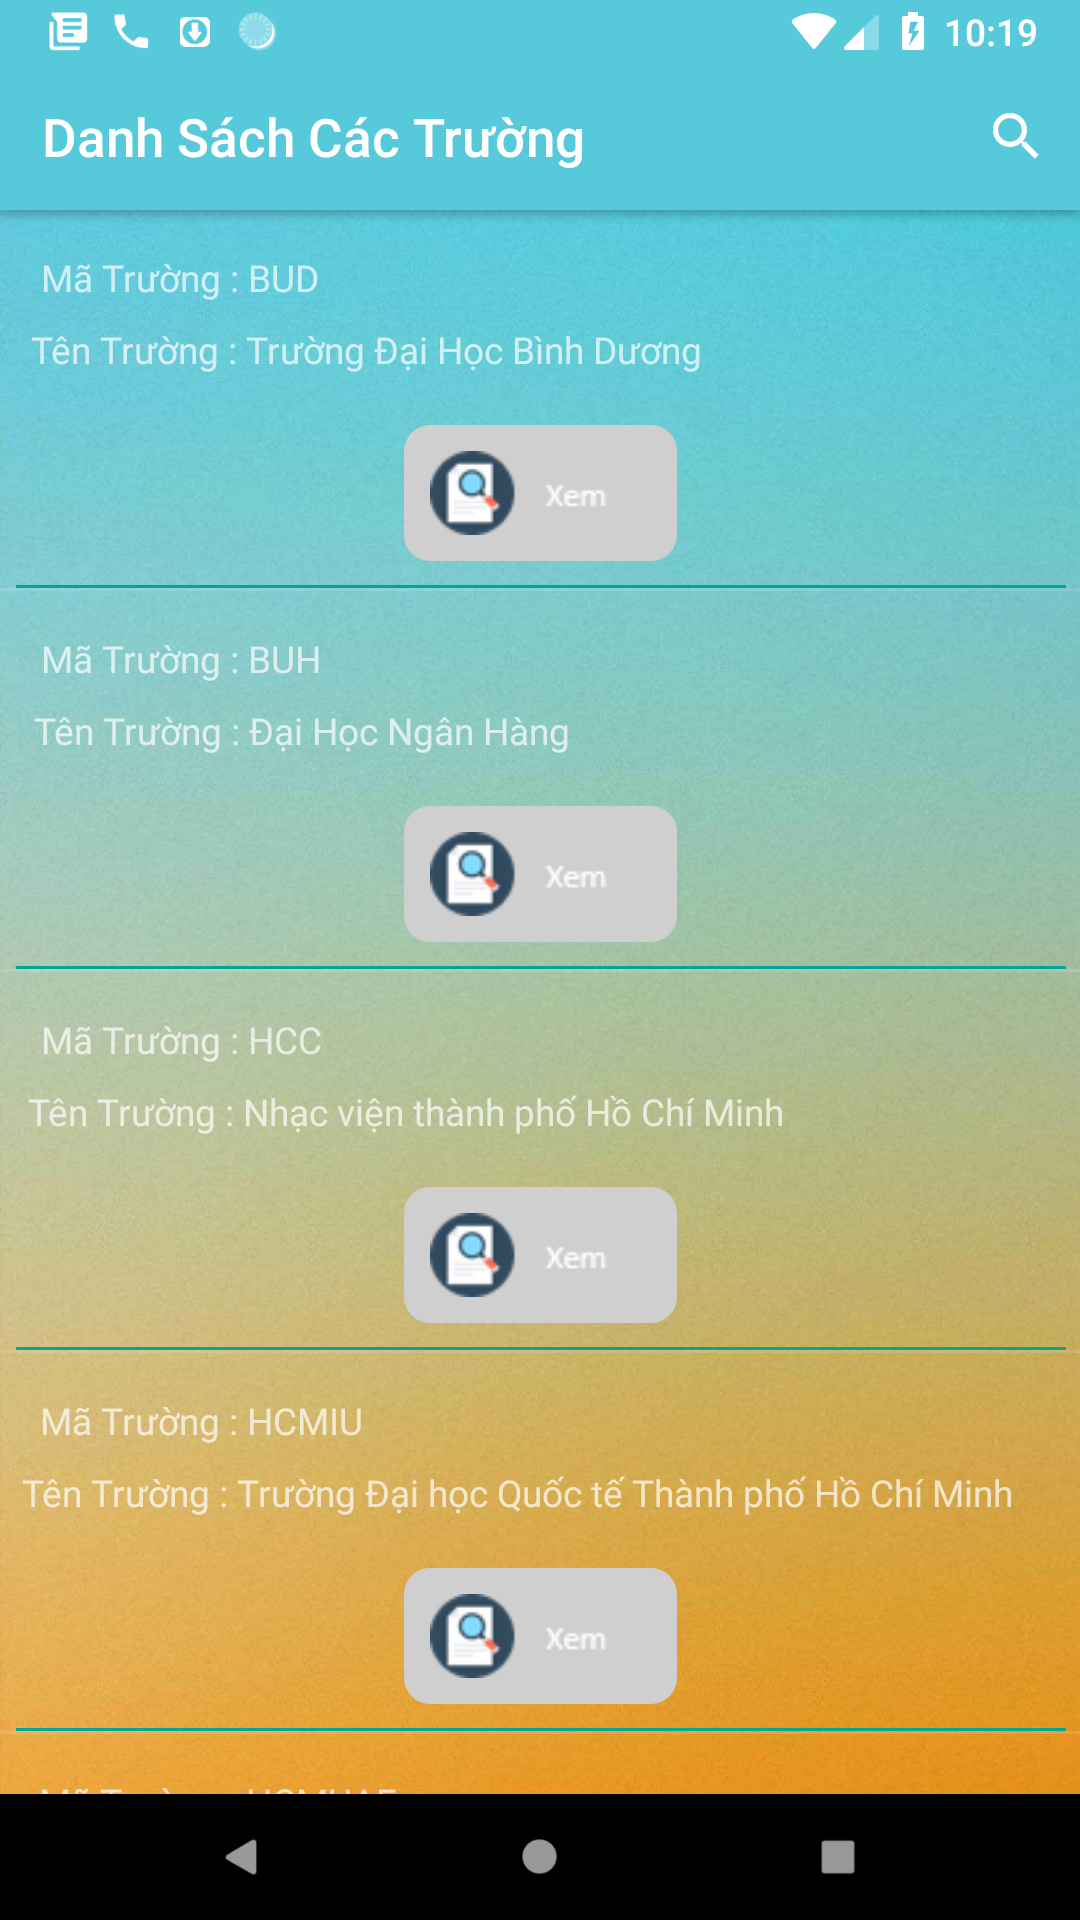 10:19
Danh Sách Các Trường
Mã Trường : BUD
Tên Trường : Trường Đại Học Bình Dương
Xem
Mã Trường : BUH
Tên Trường : Đại Học Ngân Hàng
Xem
Mã Trường : HCC
Tên Trường : Nhạc viện thành phố Hồ Chí Minh
Xem
Mã Trường : HCMIU
Tên Trường : Trường Đại học Quốc tế Thành phố Hồ Chí Minh
Xem